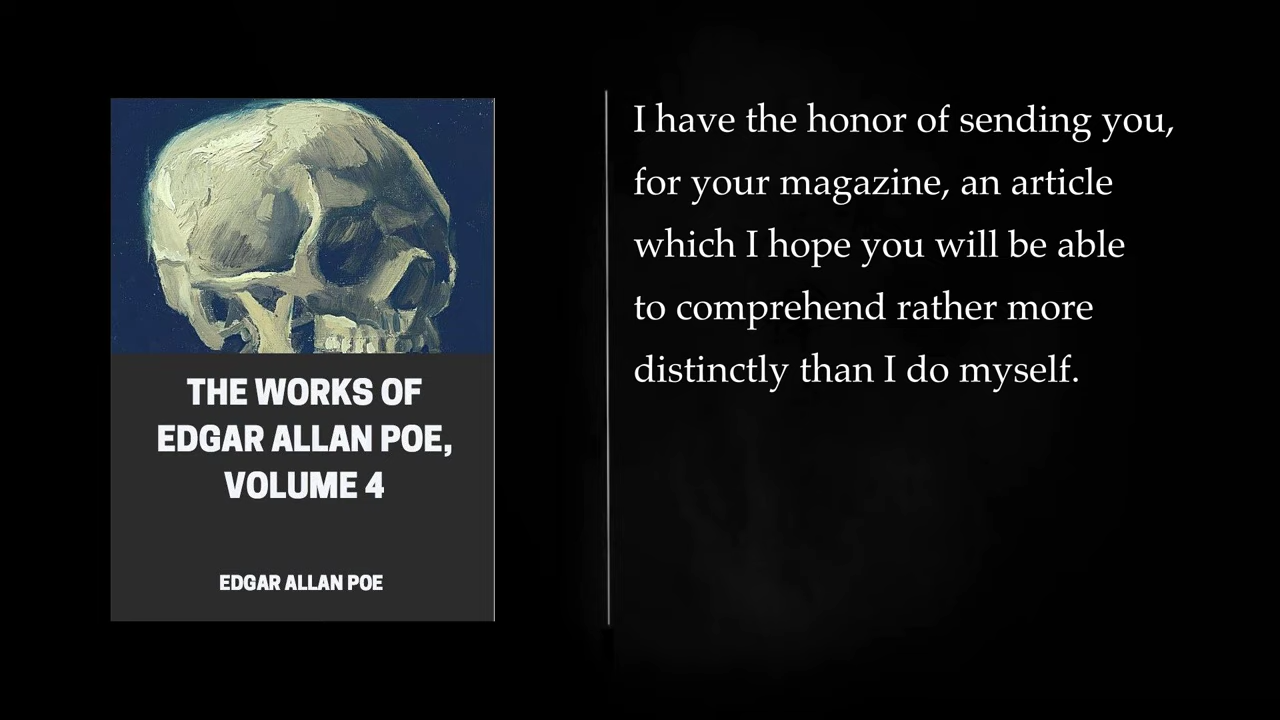 THE WORKS OF
EDGAR ALLAN POE,
VOLUME 4
EDGAR ALLAN POE
I have the honor of sending you,
for your magazine, an article
which I hope you will be able
to comprehend rather more
distinctly than I do myself.